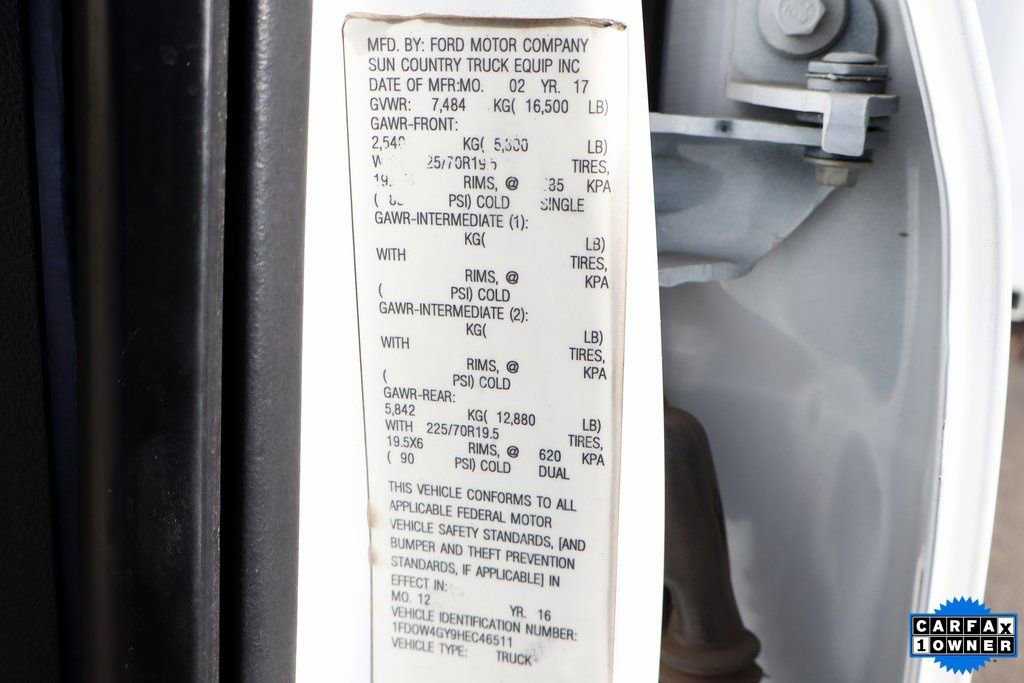 MFD. BY: FORD MOTOR COMPANY
SUN COUNTRY TRUCK EQUIP INC
DATE OF MFR:MO. 02 YR. 17
GVWR: 7,484 KG( 16,500 LB)
GAWR-FRONT:
KG( LB)
225/70R19.5 TIRES,
RIMS, @ KPA
( PSI) COLD SINGLE
GAWR-INTERMEDIATE (1):
KG( LB)
WITH TIRES,
RIMS, @ KPA
( PSI) COLD
GAWR-INTERMEDIATE (2):
KG( LB)
WITH TIRES,
RIMS, @ KPA
( PSI) COLD
GAWR-REAR:
5,842 KG( 12,880 LB)
WITH 225/70R19.5 TIRES,
19.5X6 RIMS, @ 620 KPA
( 90 PSI) COLD DUAL
THIS VEHICLE CONFORMS TO ALL
APPLICABLE FEDERAL MOTOR
VEHICLE SAFETY STANDARDS, [AND
BUMPER AND THEFT PREVENTION
STANDARDS, IF APPLICABLE] IN
EFFECT IN:
MO. 12 YR. 16
VEHICLE IDENTIFICATION NUMBER:
1FDOW4GY9HEC46511
VEHICLE TYPE: TRUCK
CARFAX
1 OWNER